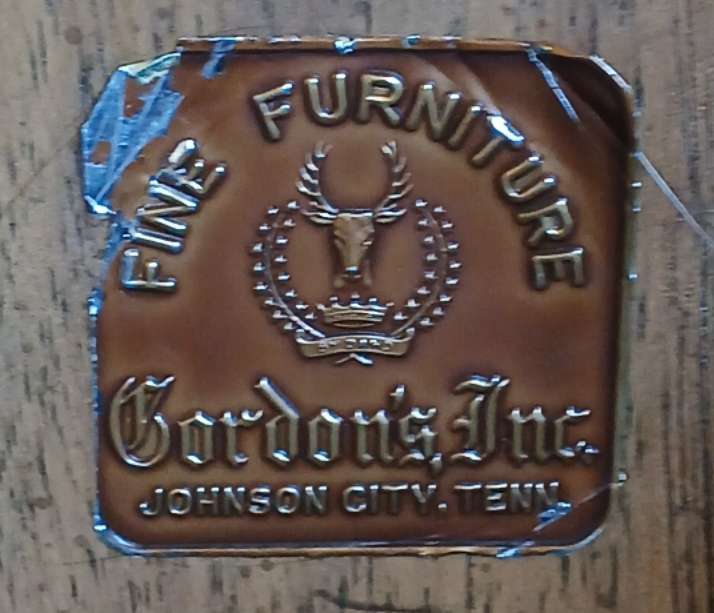 FINE FURNITURE
Gordon's, Inc.
JOHNSON CITY, TENN.